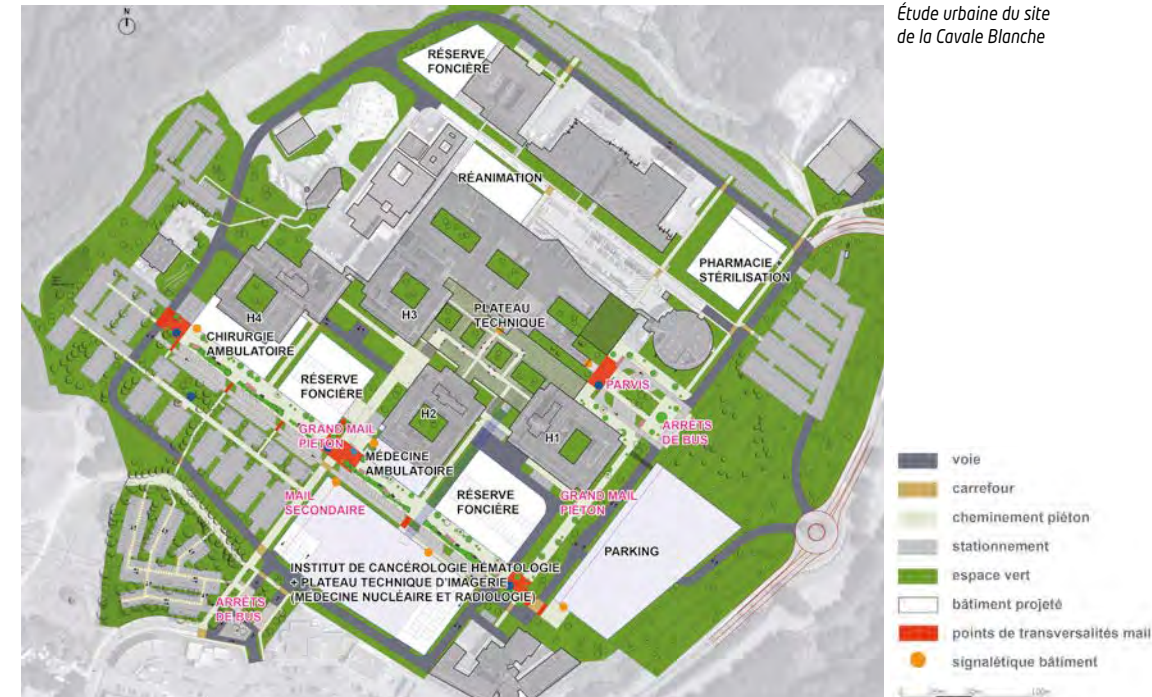 Étude urbaine du site
de la Cavale Blanche
N
RÉSERVE
FONCIÈRE
RÉANIMATION
PHARMACIE
STÉRILISATION
PLATEAU
TECHNIQUE
H4
H3
CHIRURGIE
AMBULATOIRE
RÉSERVE
FONCIÈRE
PARVIS
H2
GRAND MAIL
PIÉTON
ARRÊTS
DE BUS
H1
MÉDECINE
AMBULATOIRE
MAIL
SECONDAIRE
RÉSERVE
FONCIÈRE
GRAND MAIL
PIÉTON
PARKING
INSTITUT DE CANCÉROLOGIE HÉMATOLOGIE
+ PLATEAU TECHNIQUE D'IMAGERIE
(MÉDECINE NUCLÉAIRE ET RADIOLOGIE)
ARRÊTS
DE BUS
voie
carrefour
cheminement piéton
stationnement
espace vert
bâtiment projeté
points de transversalités mail
signalétique bâtiment
100m